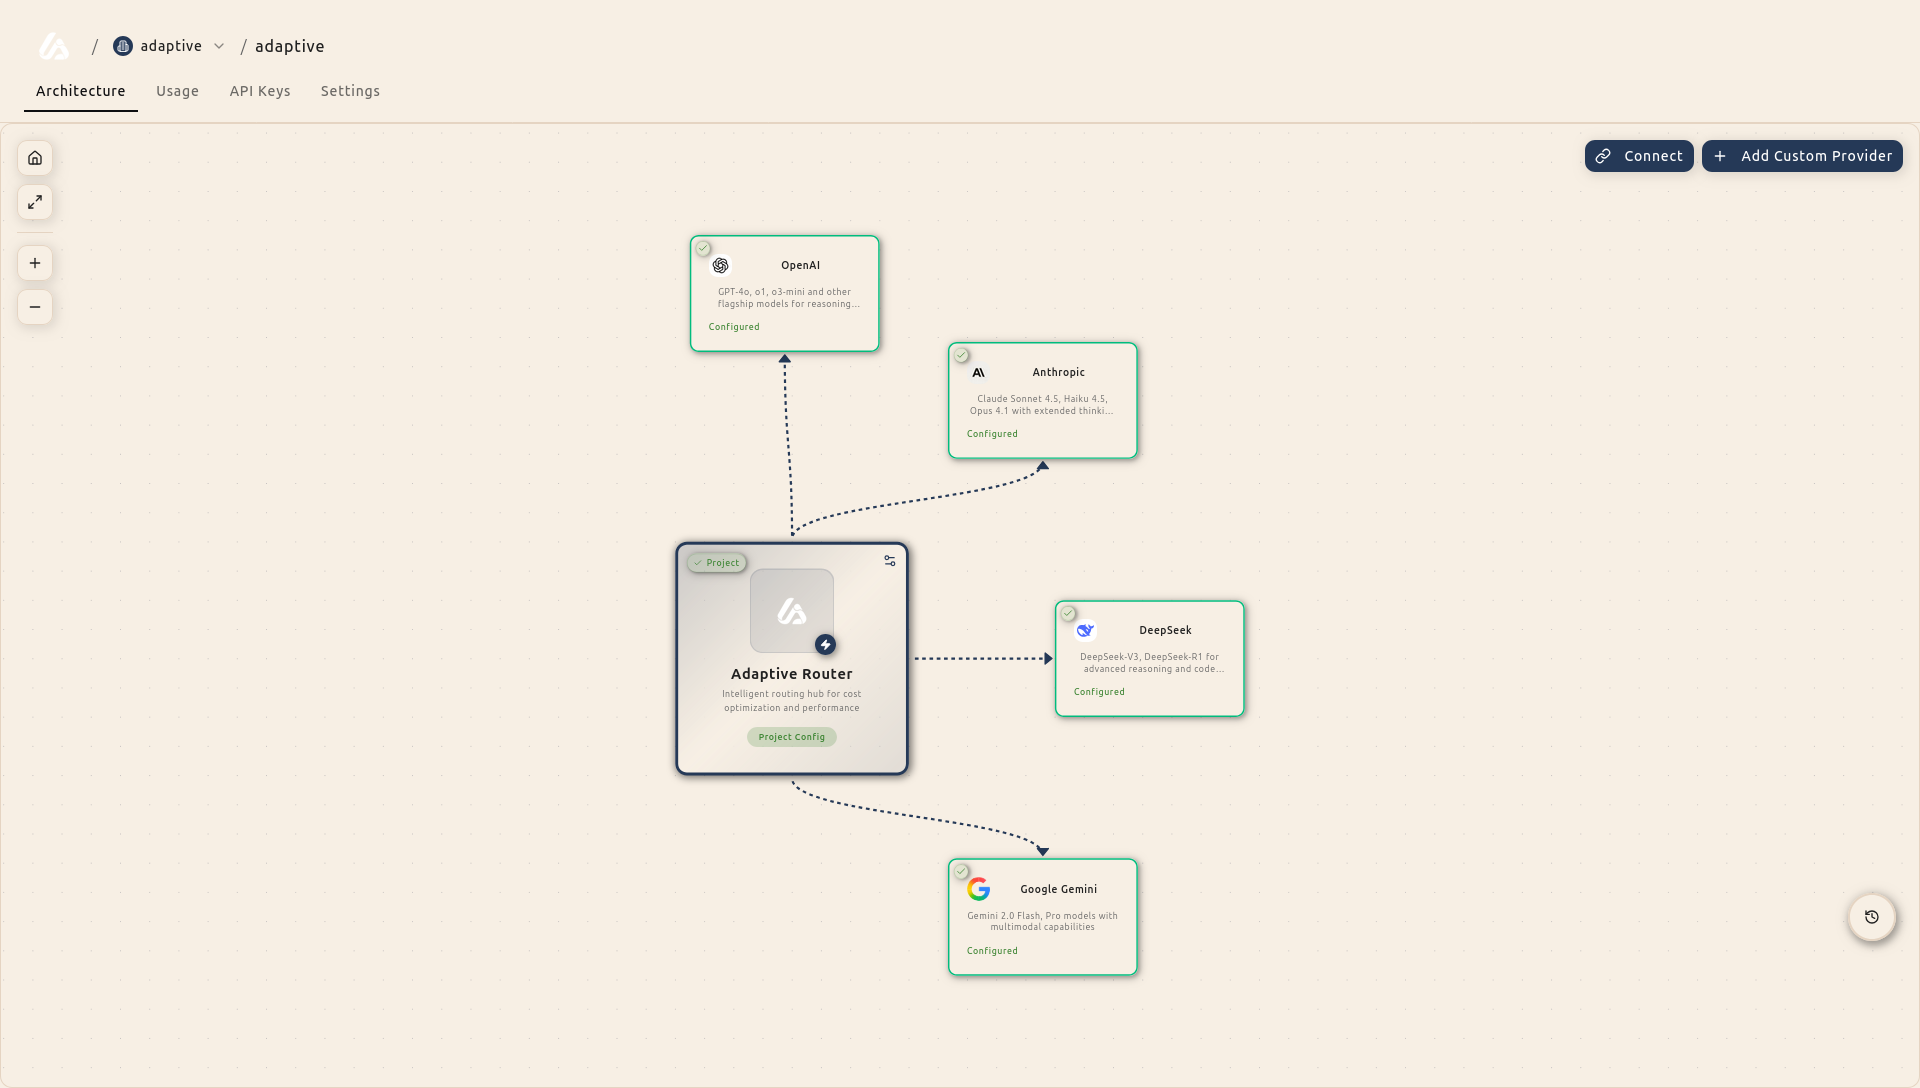 / adaptive / adaptive
Architecture Usage API Keys Settings
Connect Add Custom Provider
OpenAI
GPT-4o, o1, o3-mini and other
flagship models for reasoning...
Configured
Anthropic
Claude Sonnet 4.5, Haiku 4.5,
Opus 4.1 with extended thinki...
Configured
Project
Adaptive Router
Intelligent routing hub for cost
optimization and performance
Project Config
DeepSeek
DeepSeek-V3, DeepSeek-R1 for
advanced reasoning and code...
Configured
Google Gemini
Gemini 2.0 Flash, Pro models with
multimodal capabilities
Configured